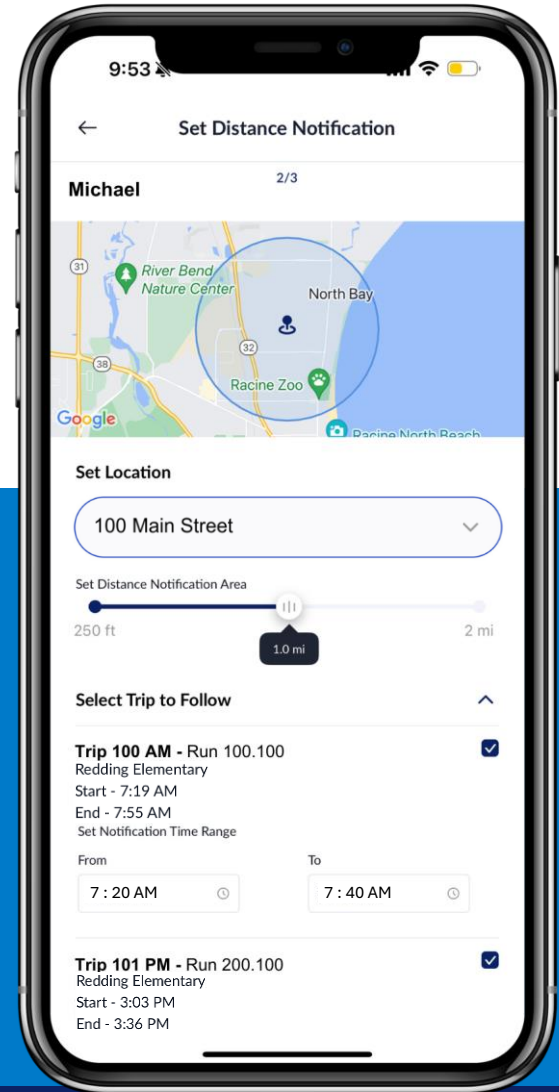 9:53
Set Distance Notification
Michael
2/3
31
River Bend
Nature Center
North Bay
32
38
Racine Zoo
Google
Racine North Beach
Set Location
100 Main Street
Set Distance Notification Area
250 ft
2 mi
1.0 mi
Select Trip to Follow
Trip 100 AM - Run 100.100
Redding Elementary
Start - 7:19 AM
End - 7:55 AM
Set Notification Time Range
From
To
7 : 20 AM
7 : 40 AM
Trip 101 PM - Run 200.100
Redding Elementary
Start - 3:03 PM
End - 3:36 PM